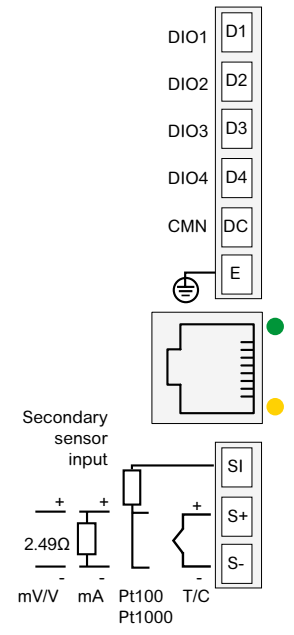 DIO1 D1
DIO2 D2
DIO3 D3
DIO4 D4
CMN DC
E
Secondary
sensor
input
SI
+ + + S+
2.49Ω
- - - S-
mV/V mA Pt100 T/C
Pt1000